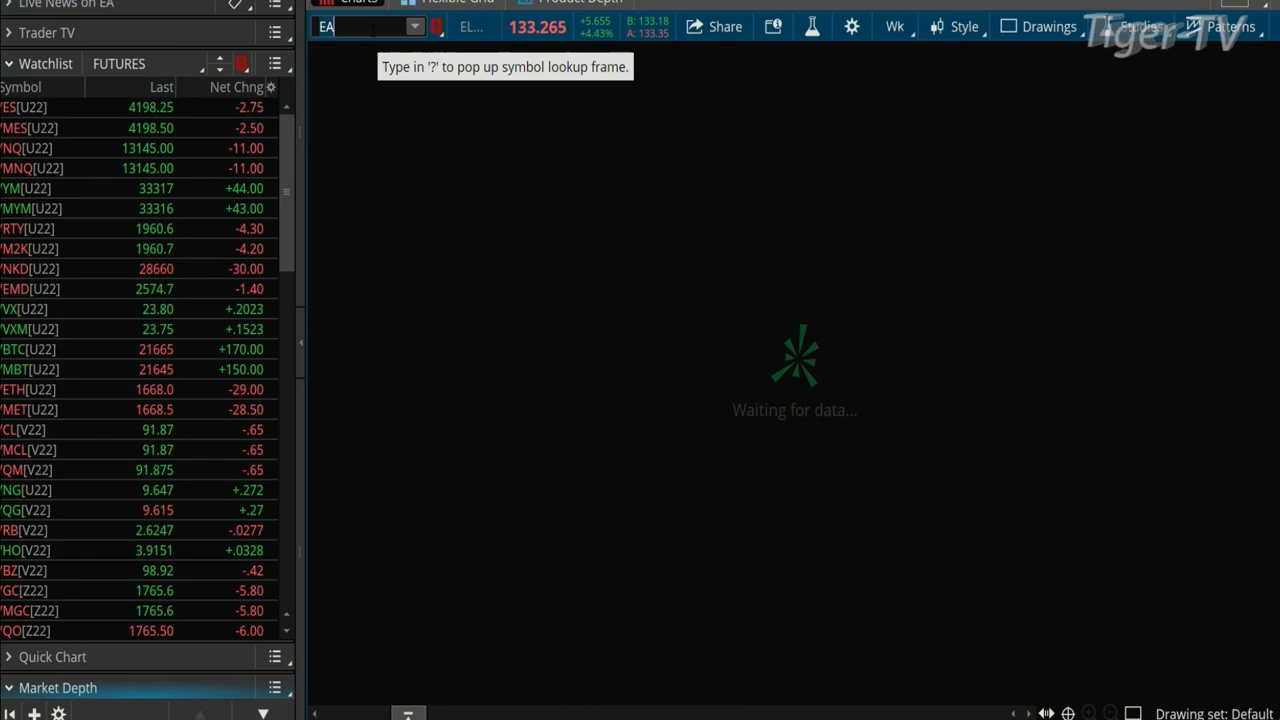 Live News on EA
Charts Flexible Grid Product Depth
EA EL... 133.265 +5.655 +4.43% B: 133.18 A: 133.35 Share Wk Style Drawings Studies Patterns
Tiger-TV
Type in '?' to pop up symbol lookup frame.
Trader TV
Watchlist FUTURES
Symbol Last Net Chng
/ES[U22] 4198.25 -2.75
/MES[U22] 4198.50 -2.50
/NQ[U22] 13145.00 -11.00
/MNQ[U22] 13145.00 -11.00
/YM[U22] 33317 +44.00
/MYM[U22] 33316 +43.00
/RTY[U22] 1960.6 -4.30
/M2K[U22] 1960.7 -4.20
/NKD[U22] 28660 -30.00
/EMD[U22] 2574.7 -1.40
/VX[U22] 23.80 +.2023
/VXM[U22] 23.75 +.1523
/BTC[U22] 21665 +170.00
/MBT[U22] 21645 +150.00
/ETH[U22] 1668.0 -29.00
/MET[U22] 1668.5 -28.50
/CL[V22] 91.87 -.65
/MCL[V22] 91.87 -.65
/QM[V22] 91.875 -.65
/NG[U22] 9.647 +.272
/QG[V22] 9.615 +.27
/RB[V22] 2.6247 -.0277
/HO[V22] 3.9151 +.0328
/BZ[V22] 98.92 -.42
/GC[Z22] 1765.6 -5.80
/MGC[Z22] 1765.6 -5.80
/QO[Z22] 1765.50 -6.00
Quick Chart
Market Depth
Waiting for data...
Drawing set: Default